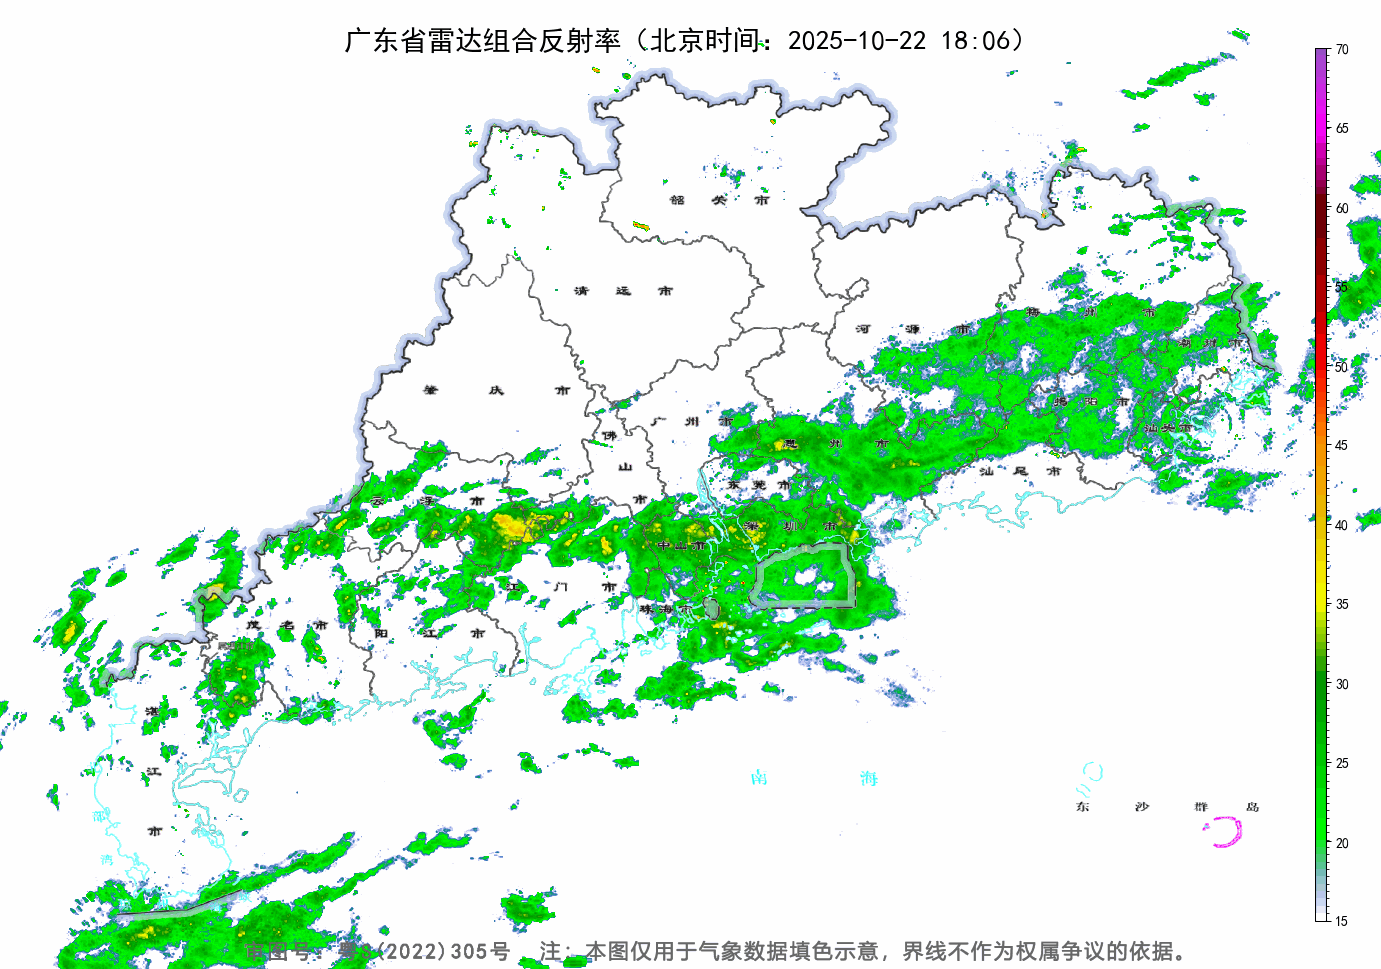 广东省雷达组合反射率（北京时间：2025-10-22 18:06）
70
65
60
55
50
45
40
35
30
25
20
15
韶 关 市
清 远 市
河 源 市
梅 州 市
潮 州 市
肇 庆 市
广 州 市
佛 山 市
惠 州 市
揭 阳 市
汕头市
汕 尾 市
东 莞 市
云 浮 市
深 圳 市
中山市
江 门 市
珠海市
茂 名 市
阳 江 市
湛 江 市
南 海
东 沙 群 岛
审图号：粤S(2022)305号 注：本图仅用于气象数据填色示意，界线不作为权属争议的依据。